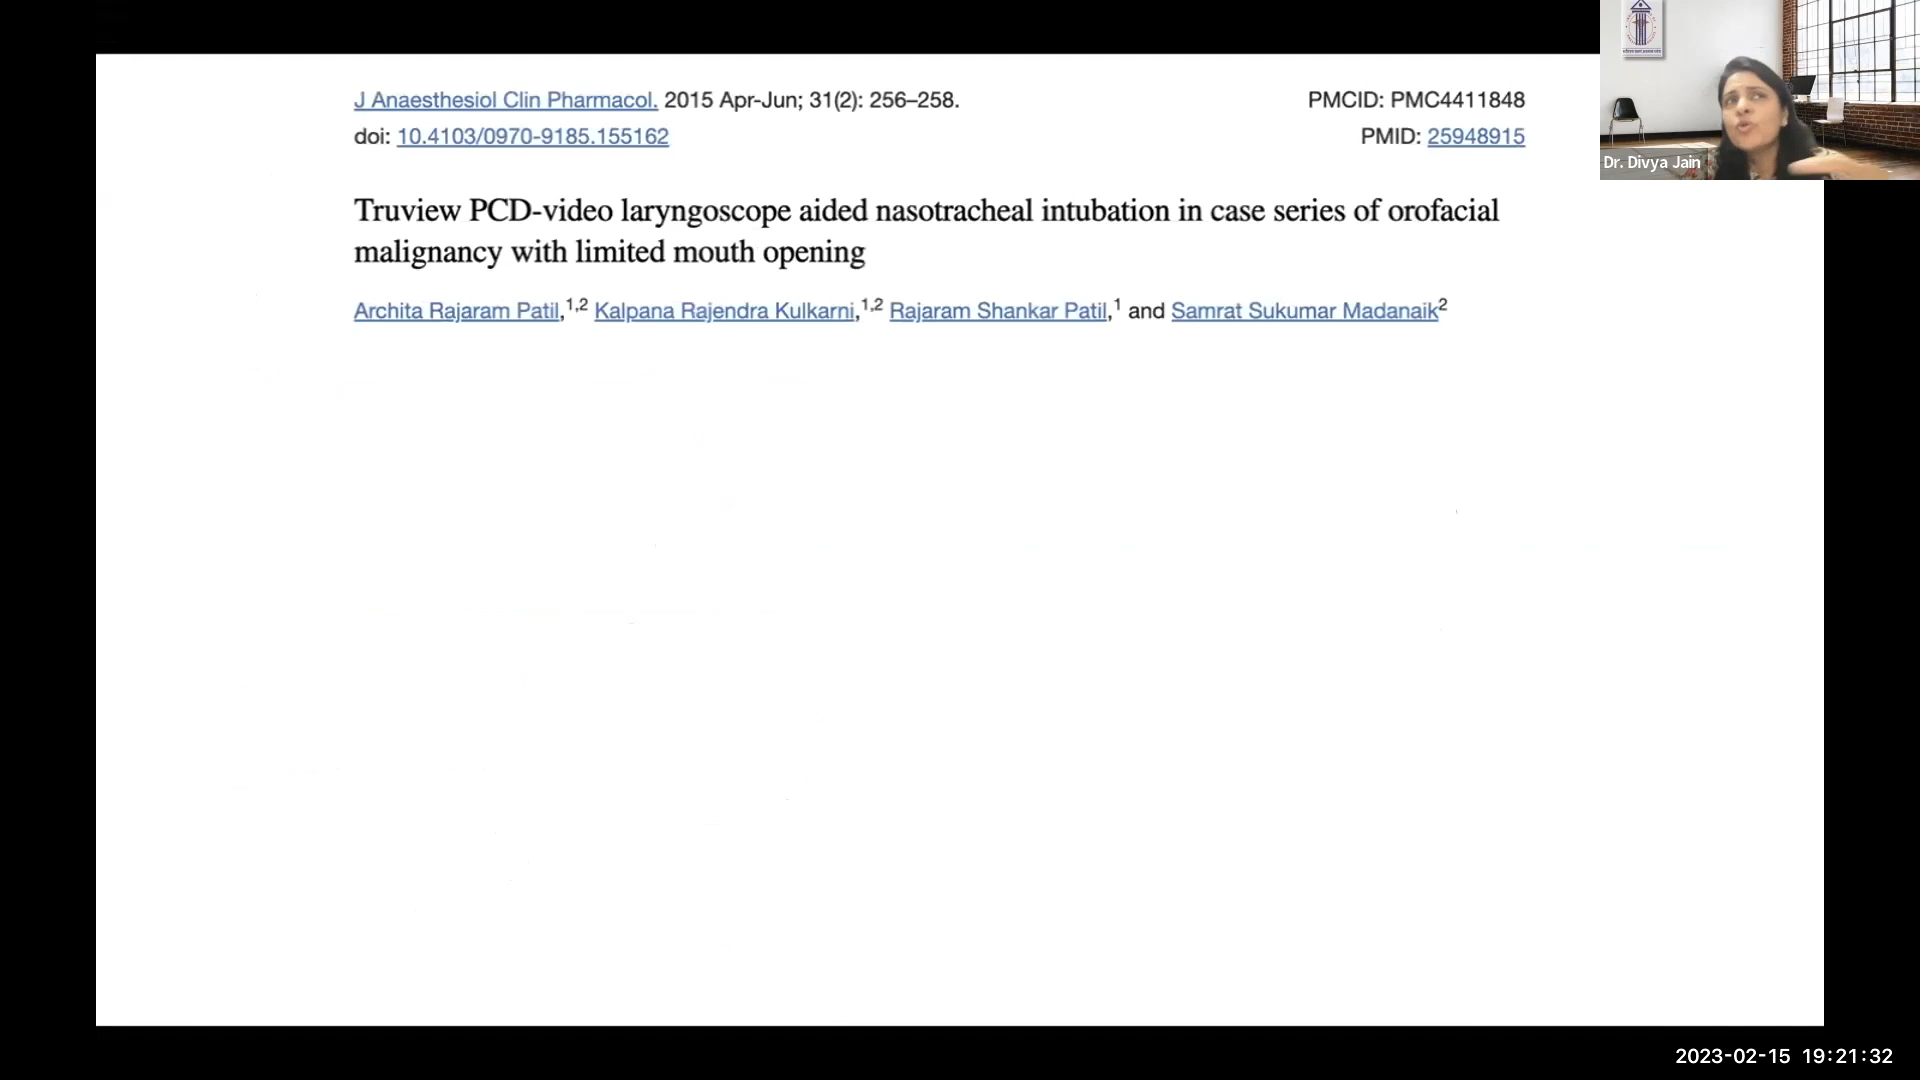 J Anaesthesiol Clin Pharmacol. 2015 Apr-Jun; 31(2): 256–258.
PMCID: PMC4411848
doi: 10.4103/0970-9185.155162
PMID: 25948915
Truview PCD-video laryngoscope aided nasotracheal intubation in case series of orofacial
malignancy with limited mouth opening
Archita Rajaram Patil,1,2 Kalpana Rajendra Kulkarni,1,2 Rajaram Shankar Patil,1 and Samrat Sukumar Madanaik2
Dr. Divya Jain
2023-02-15 19:21:32